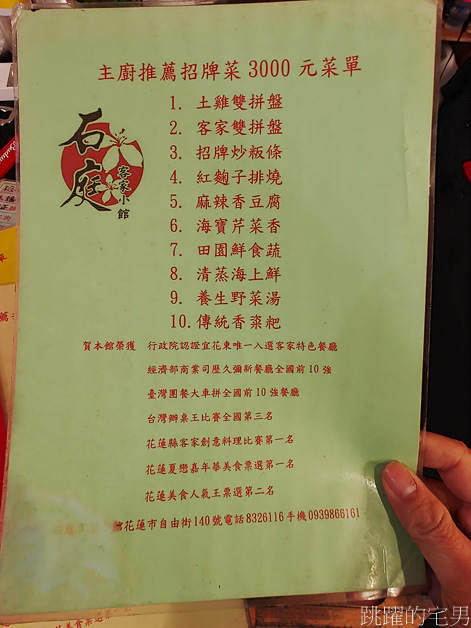 主廚推薦招牌菜 3000 元菜單
石庭
客家小館
1. 土雞雙拼盤
2. 客家雙拼盤
3. 招牌炒粄條
4. 紅麴子排燒
5. 麻辣香豆腐
6. 海寶芹菜香
7. 田園鮮食蔬
8. 清蒸海上鮮
9. 養生野菜湯
10. 傳統香粢粑
賀本館榮獲 行政院認證宜花東唯一入選客家特色餐廳
經濟部商業司歷久彌新餐廳全國前 10 強
臺灣團餐大車拼全國前 10 強餐廳
台灣辦桌王比賽全國第三名
花蓮縣客家創意料理比賽第一名
花蓮夏戀嘉年華美食票選第一名
花蓮美食人氣王票選第二名
花蓮市自由街140號電話8326116手機0939866161
跳躍的宅男